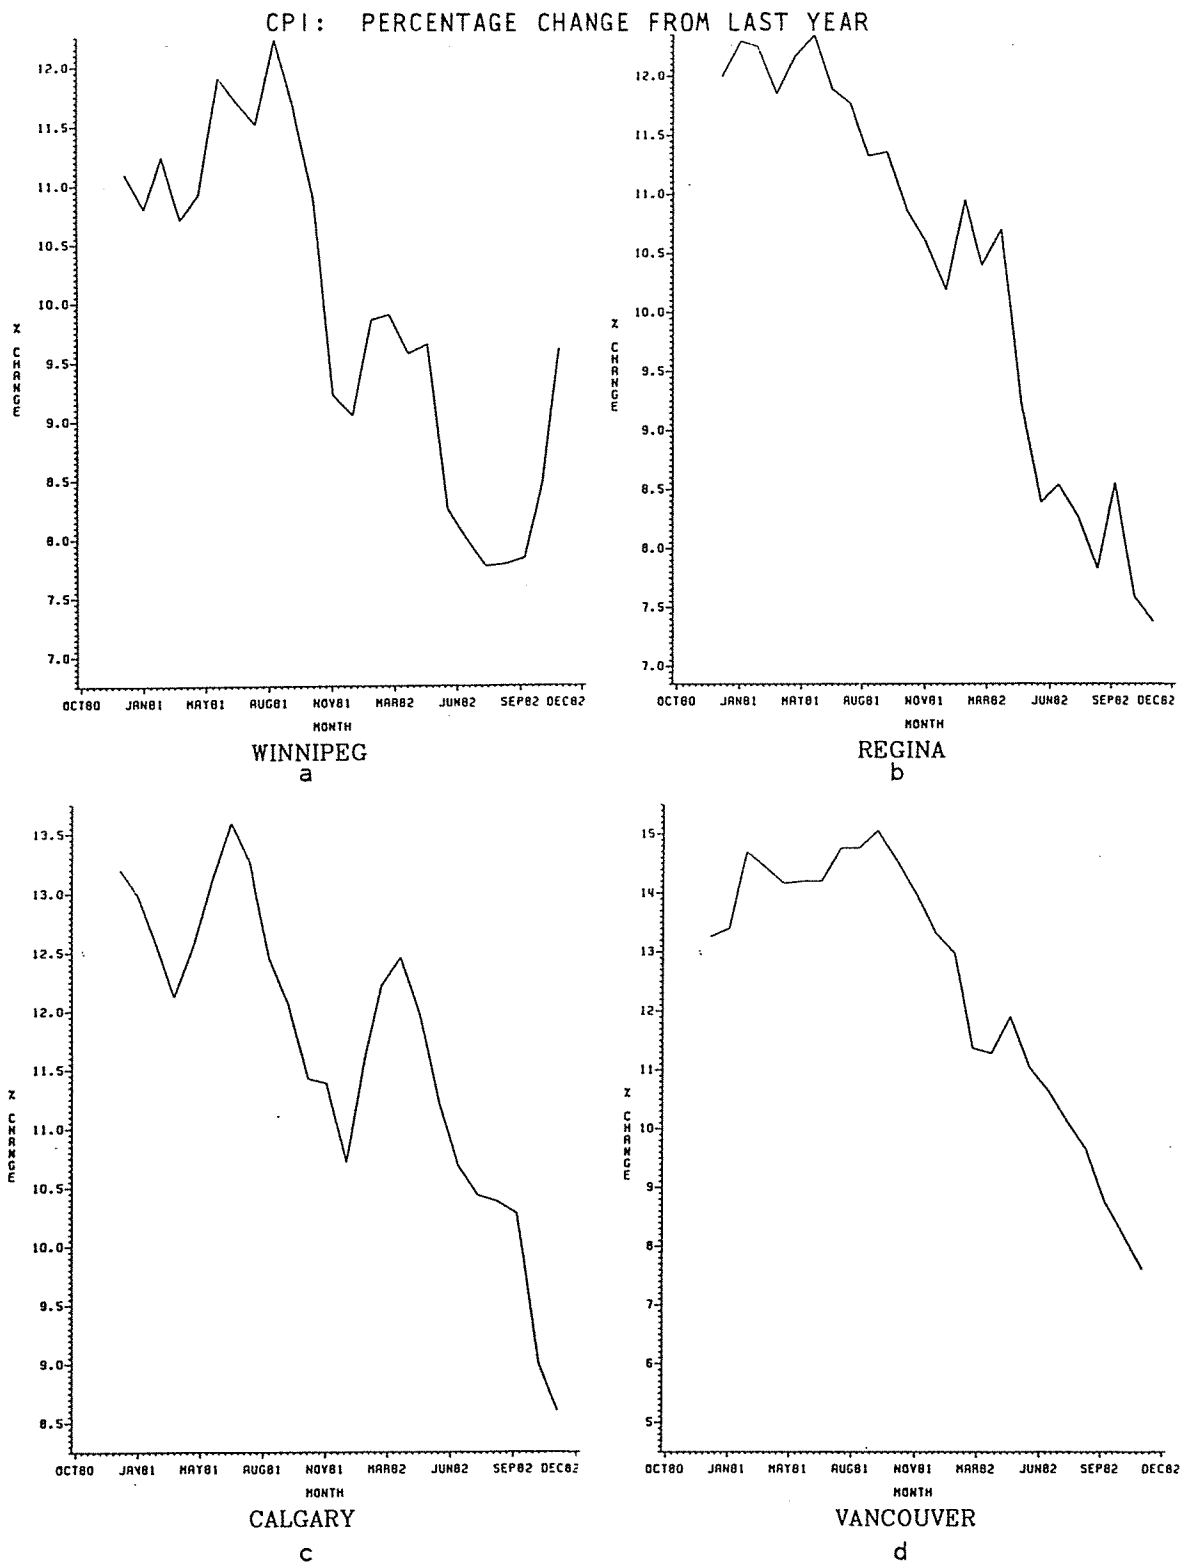 CPI: PERCENTAGE CHANGE FROM LAST YEAR
12.0
11.5
11.0
10.5
10.0
9.5
9.0
8.5
8.0
7.5
7.0
% CHANGE
OCT80 JAN81 MAY81 AUG81 NOV81 MAR82 JUN82 SEP82 DEC82
MONTH
WINNIPEG
a
12.0
11.5
11.0
10.5
10.0
9.5
9.0
8.5
8.0
7.5
7.0
% CHANGE
OCT80 JAN81 MAY81 AUG81 NOV81 MAR82 JUN82 SEP82 DEC82
MONTH
REGINA
b
13.5
13.0
12.5
12.0
11.5
11.0
10.5
10.0
9.5
9.0
8.5
% CHANGE
OCT80 JAN81 MAY81 AUG81 NOV81 MAR82 JUN82 SEP82 DEC82
MONTH
CALGARY
c
15
14
13
12
11
10
9
8
7
6
5
% CHANGE
OCT80 JAN81 MAY81 AUG81 NOV81 MAR82 JUN82 SEP82 DEC82
MONTH
VANCOUVER
d